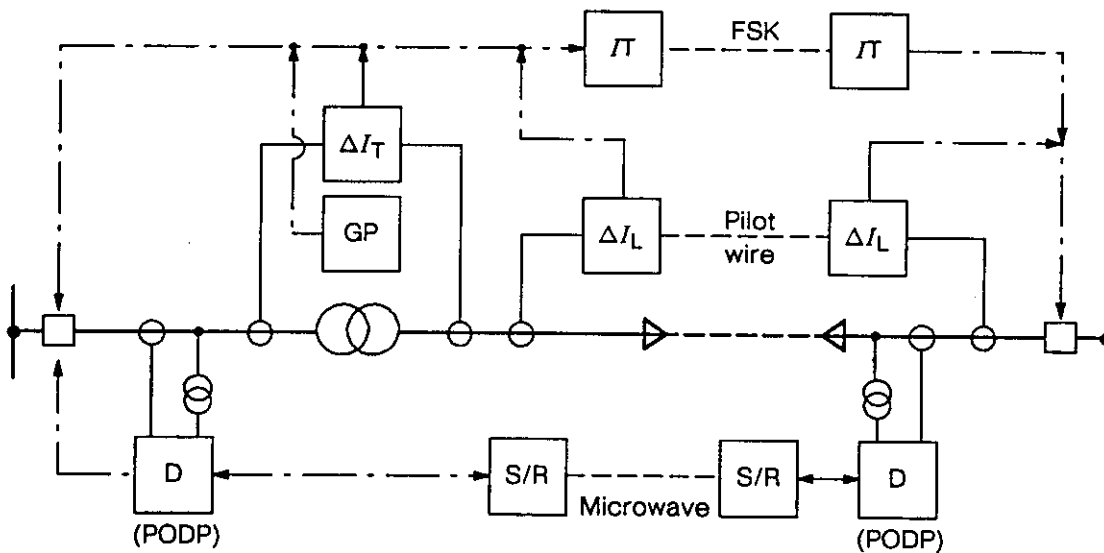 IT
FSK
IT
ΔI_T
GP
ΔI_L
Pilot
wire
ΔI_L
D
S/R
S/R
D
Microwave
(PODP)
(PODP)